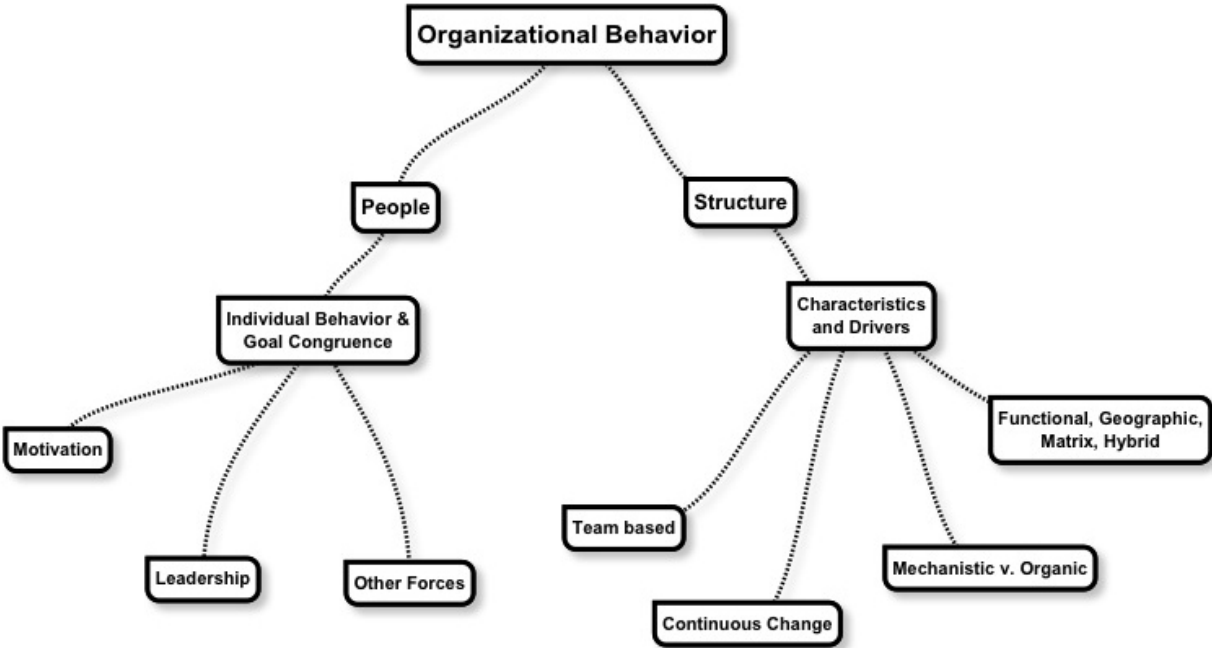 Organizational Behavior
People
Structure
Individual Behavior &
Goal Congruence
Characteristics
and Drivers
Motivation
Leadership
Other Forces
Team based
Continuous Change
Mechanistic v. Organic
Functional, Geographic,
Matrix, Hybrid